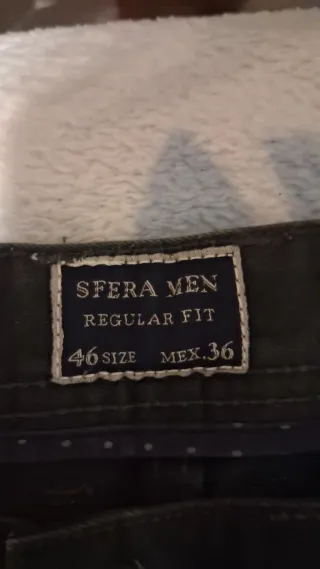 SFERA MEN
REGULAR FIT
46 SIZE MEX.36